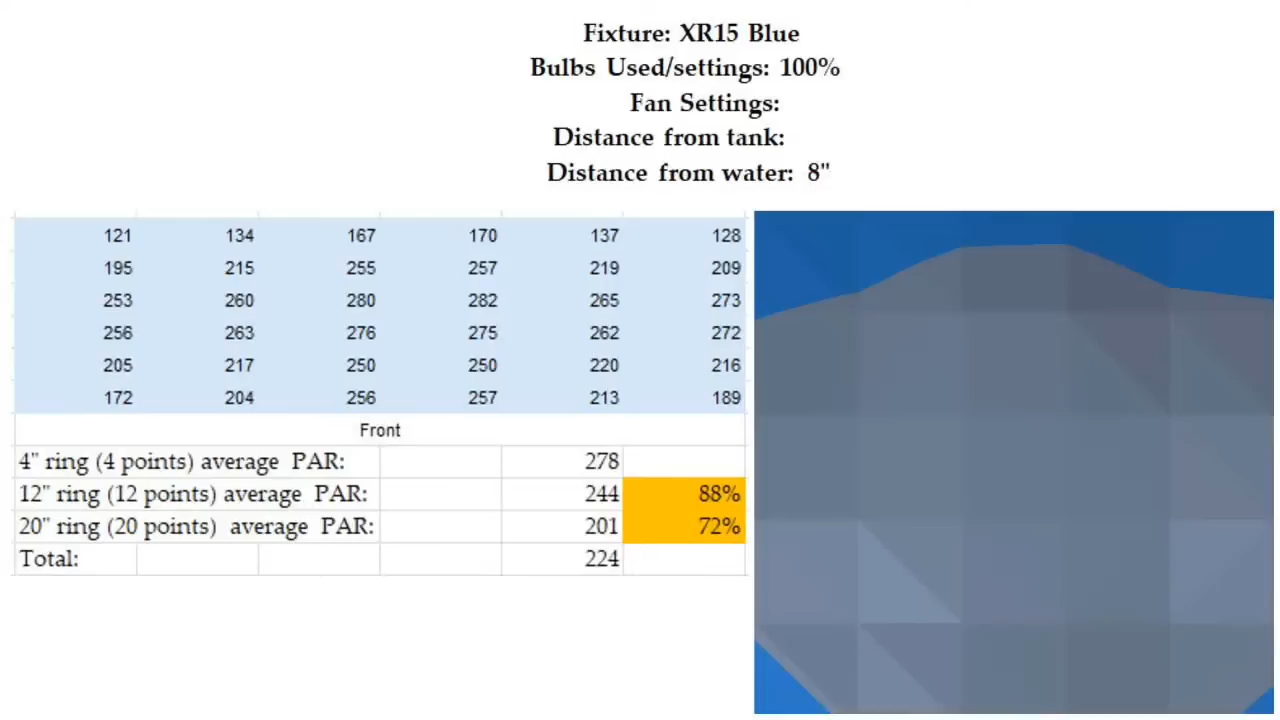 Fixture: XR15 Blue
Bulbs Used/settings: 100%
Fan Settings:
Distance from tank:
Distance from water: 8"
121 134 167 170 137 128
195 215 255 257 219 209
253 260 280 282 265 273
256 263 276 275 262 272
205 217 250 250 220 216
172 204 256 257 213 189
Front
4" ring (4 points) average PAR: 278
12" ring (12 points) average PAR: 244 88%
20" ring (20 points) average PAR: 201 72%
Total: 224